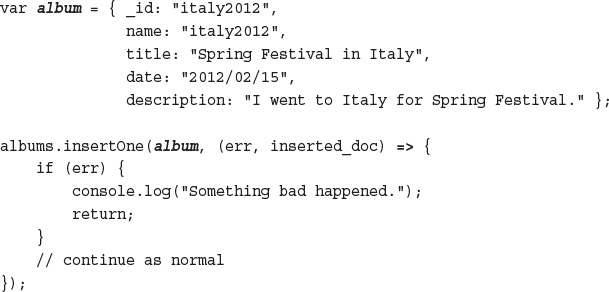 var album = { _id: "italy2012",
              name: "italy2012",
              title: "Spring Festival in Italy",
              date: "2012/02/15",
              description: "I went to Italy for Spring Festival." };

albums.insertOne(album, (err, inserted_doc) => {
    if (err) {
        console.log("Something bad happened.");
        return;
    }
    // continue as normal
});